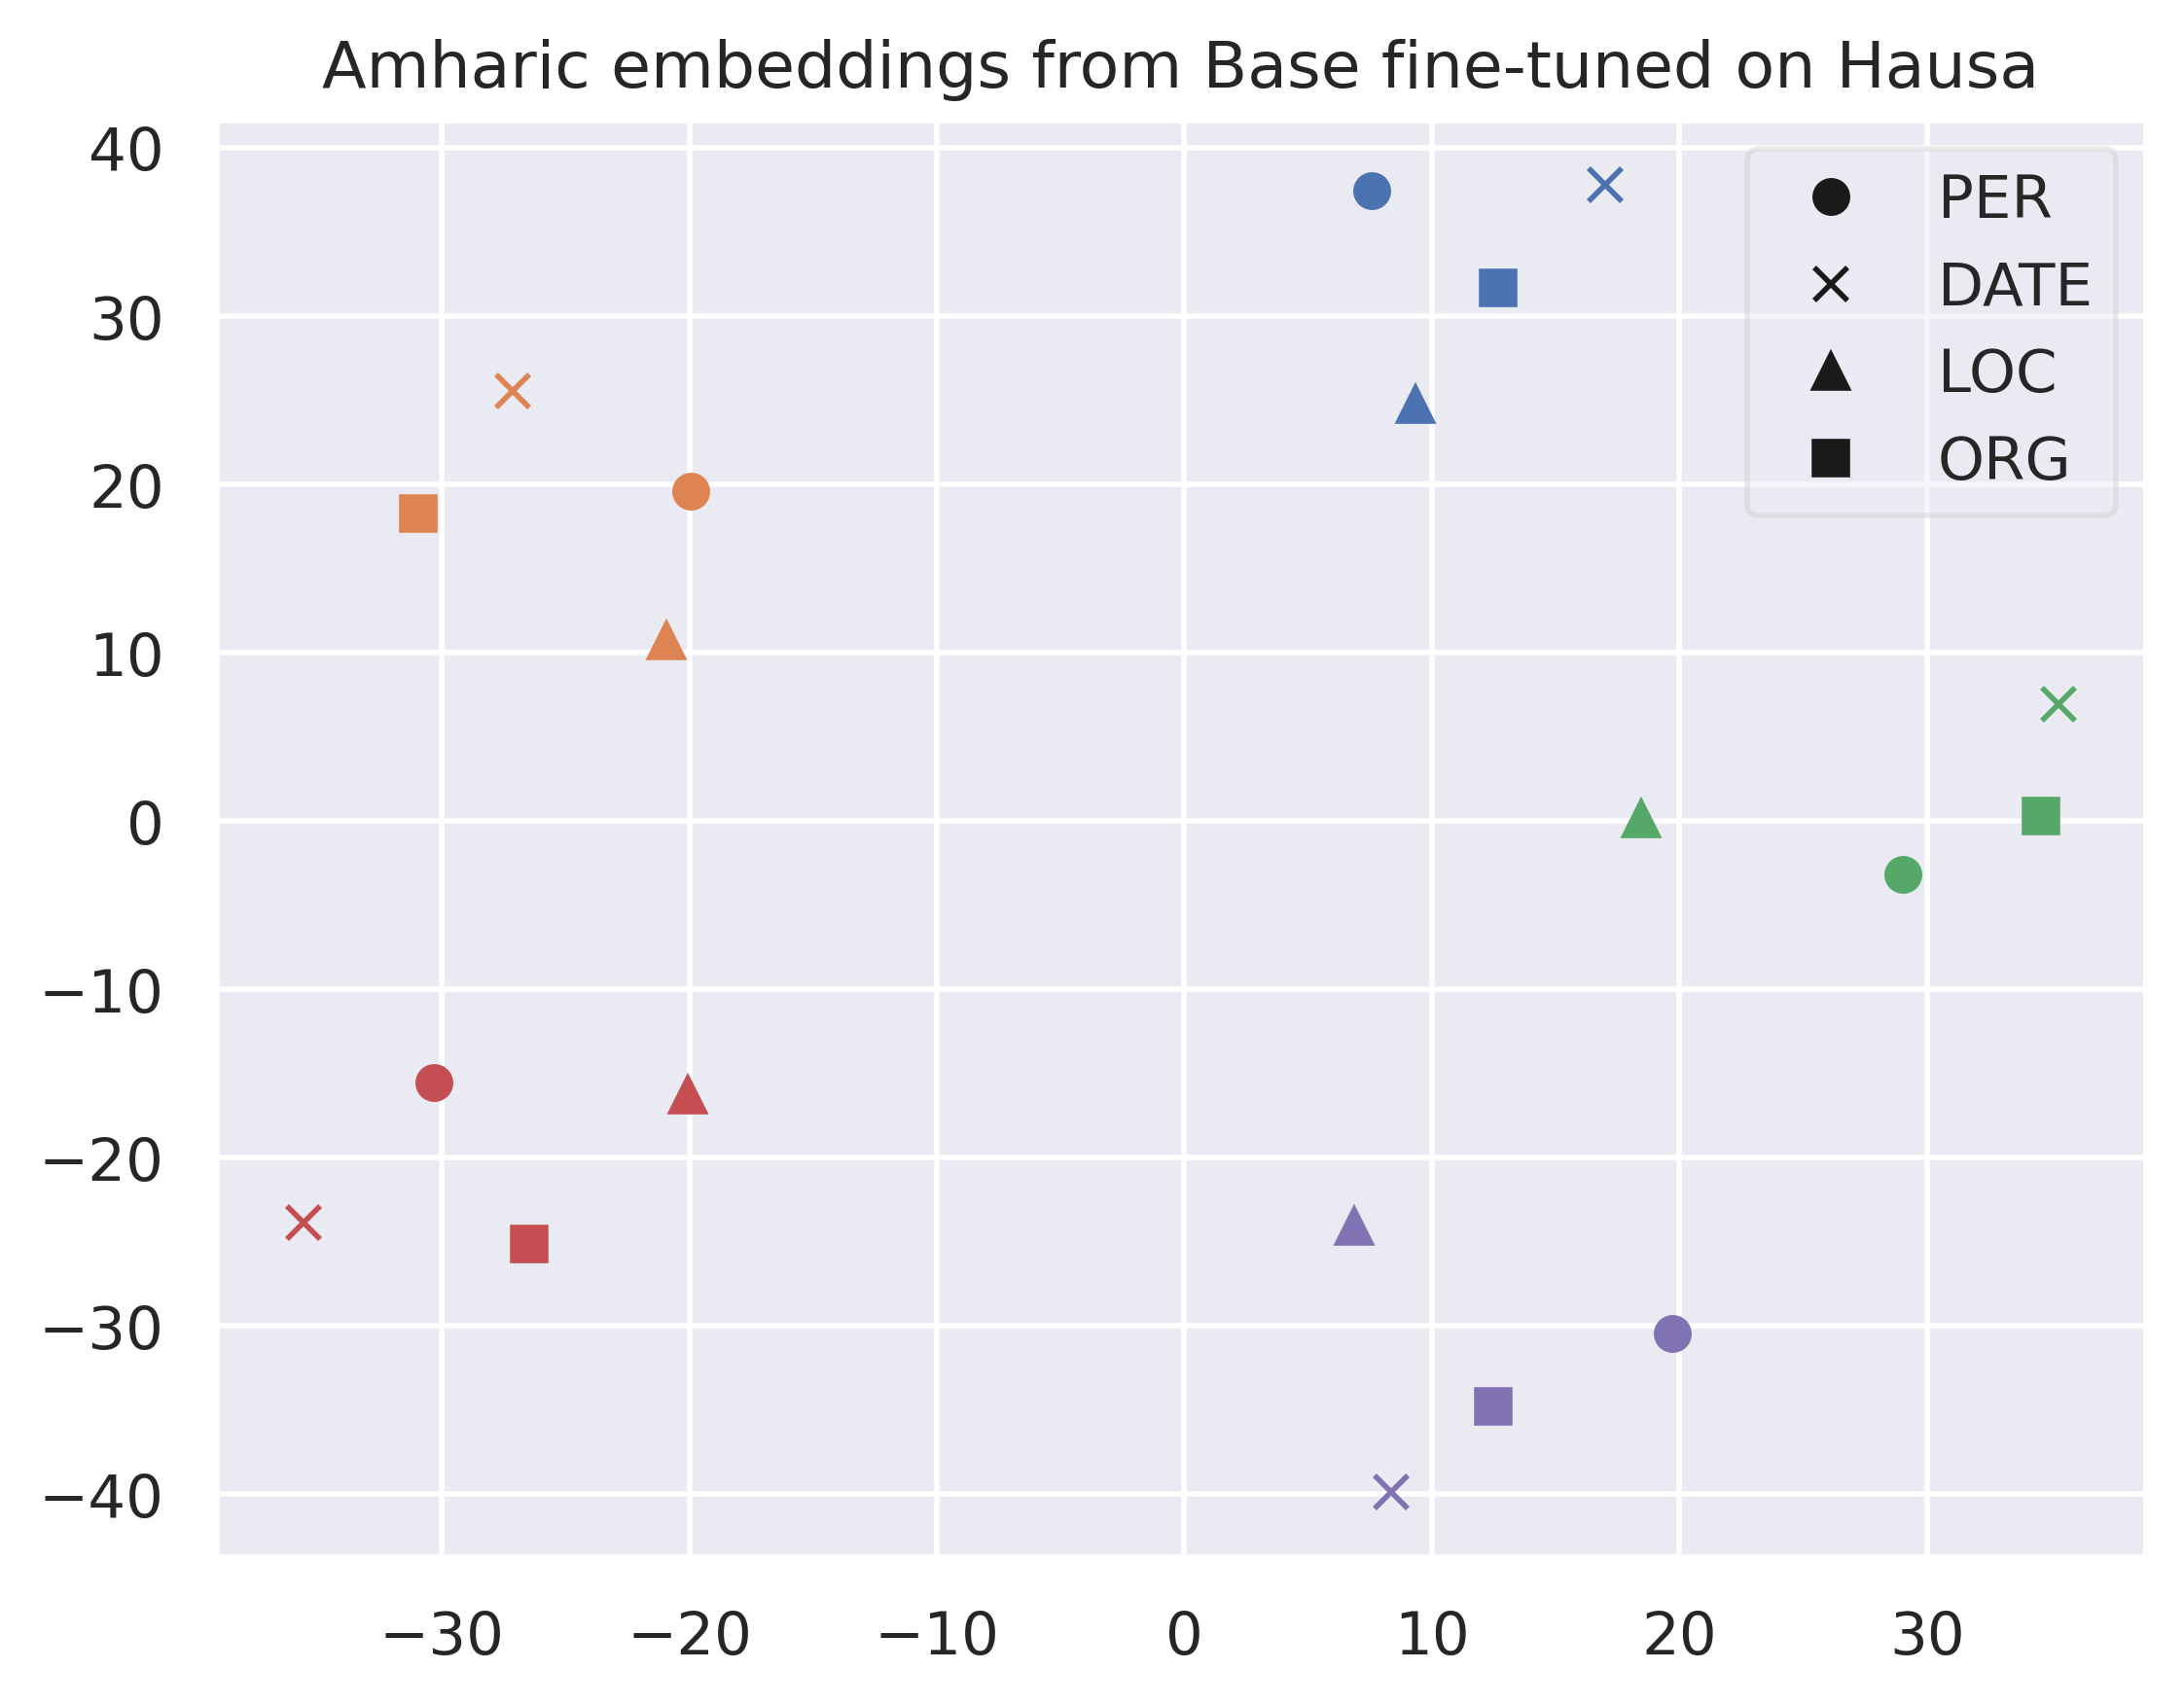 Amharic embeddings from Base fine-tuned on Hausa
40
30
20
10
0
−10
−20
−30
−40
PER
DATE
LOC
ORG
−30 −20 −10 0 10 20 30